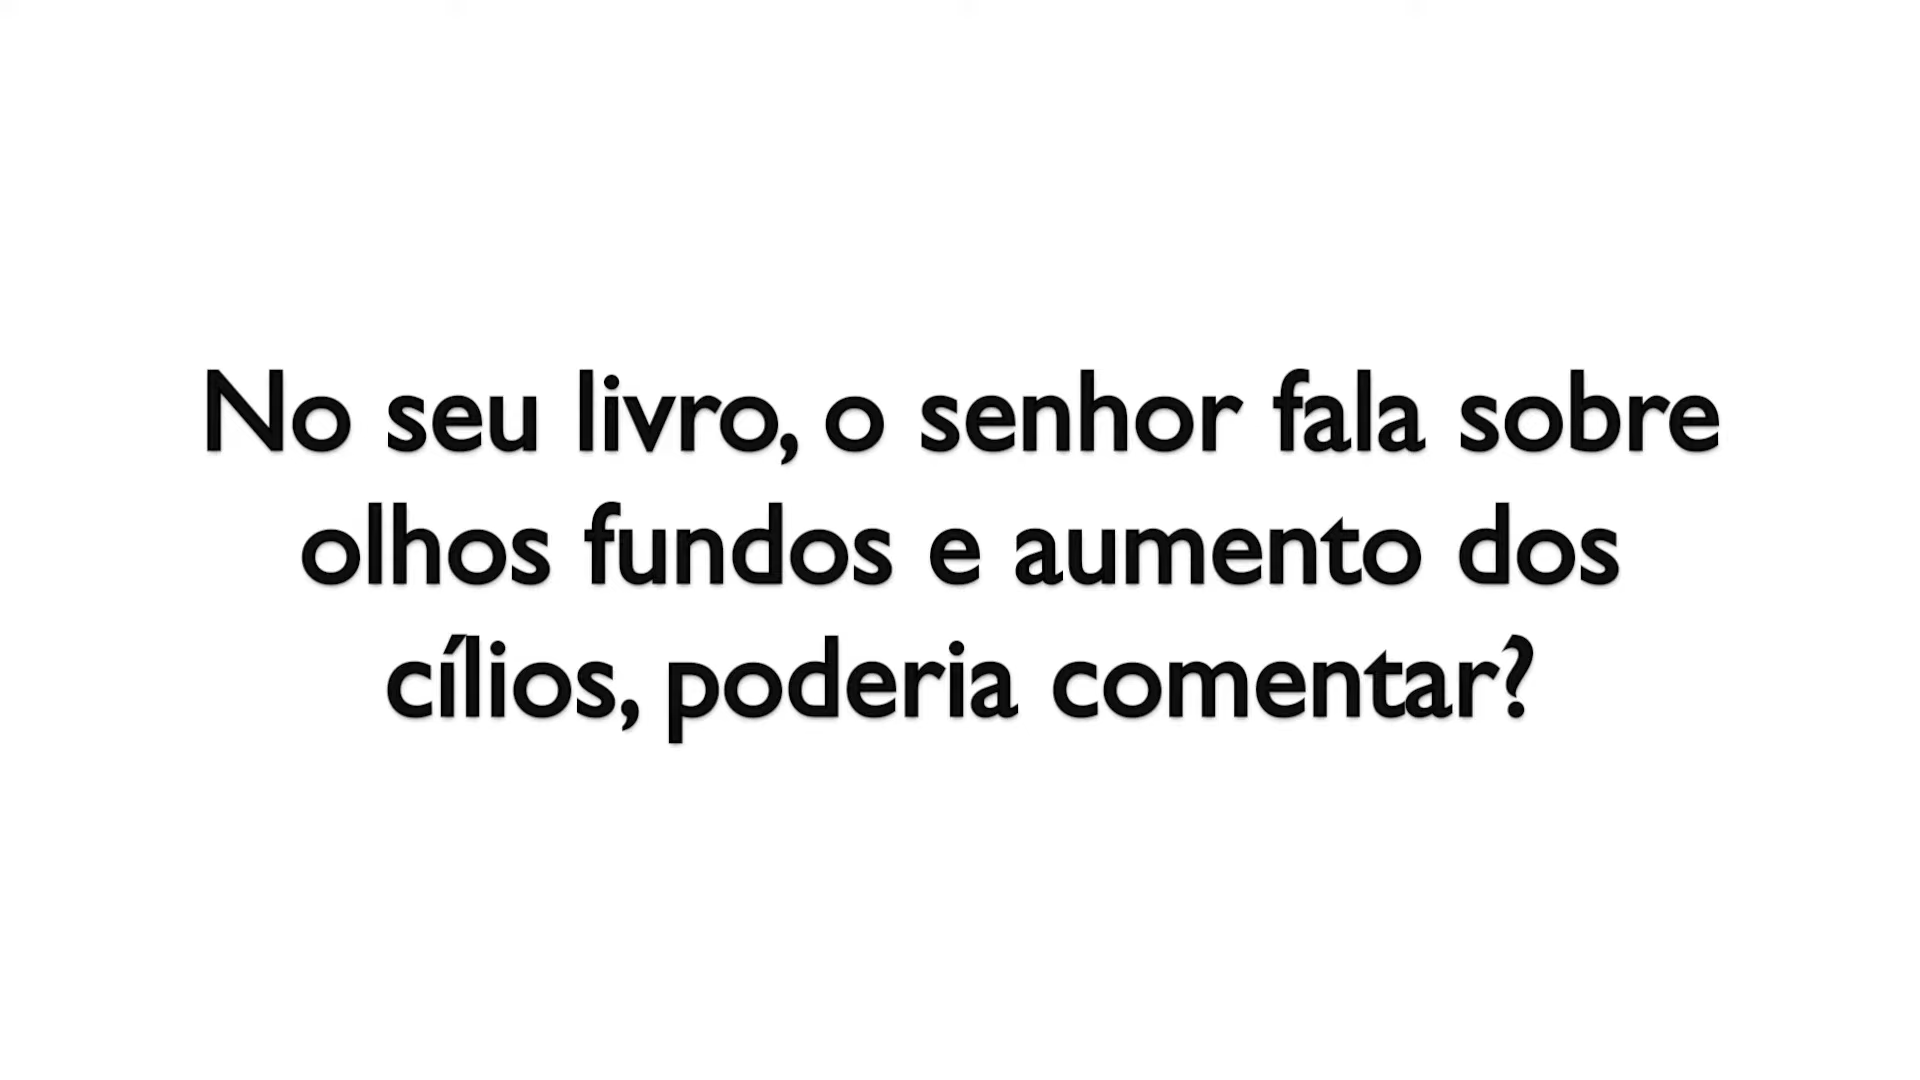 No seu livro, o senhor fala sobre
olhos fundos e aumento dos
cílios, poderia comentar?